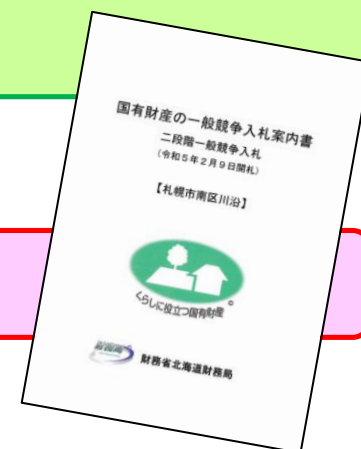 国有財産の一般競争入札案内書
二段階一般競争入札
(令和5年2月9日開札)
【札幌市南区川沿】
くらしに役立つ国有財産
財務省北海道財務局